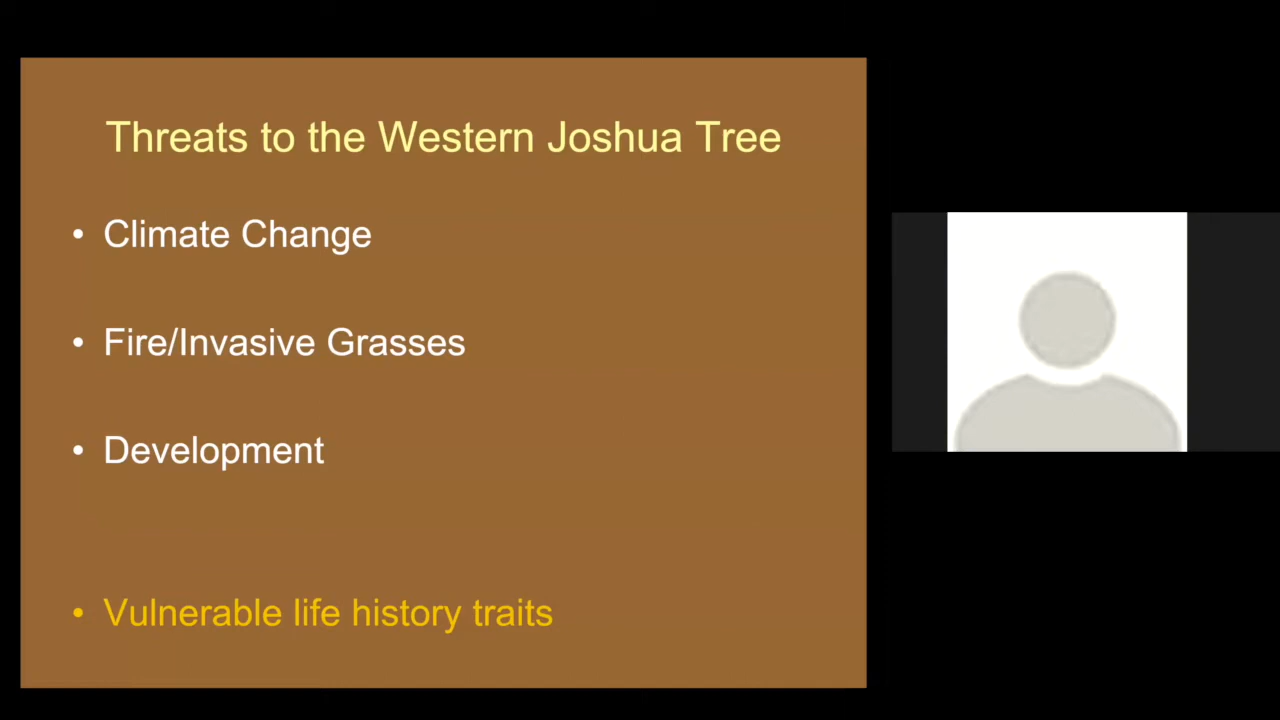 Threats to the Western Joshua Tree
• Climate Change
• Fire/Invasive Grasses
• Development
• Vulnerable life history traits